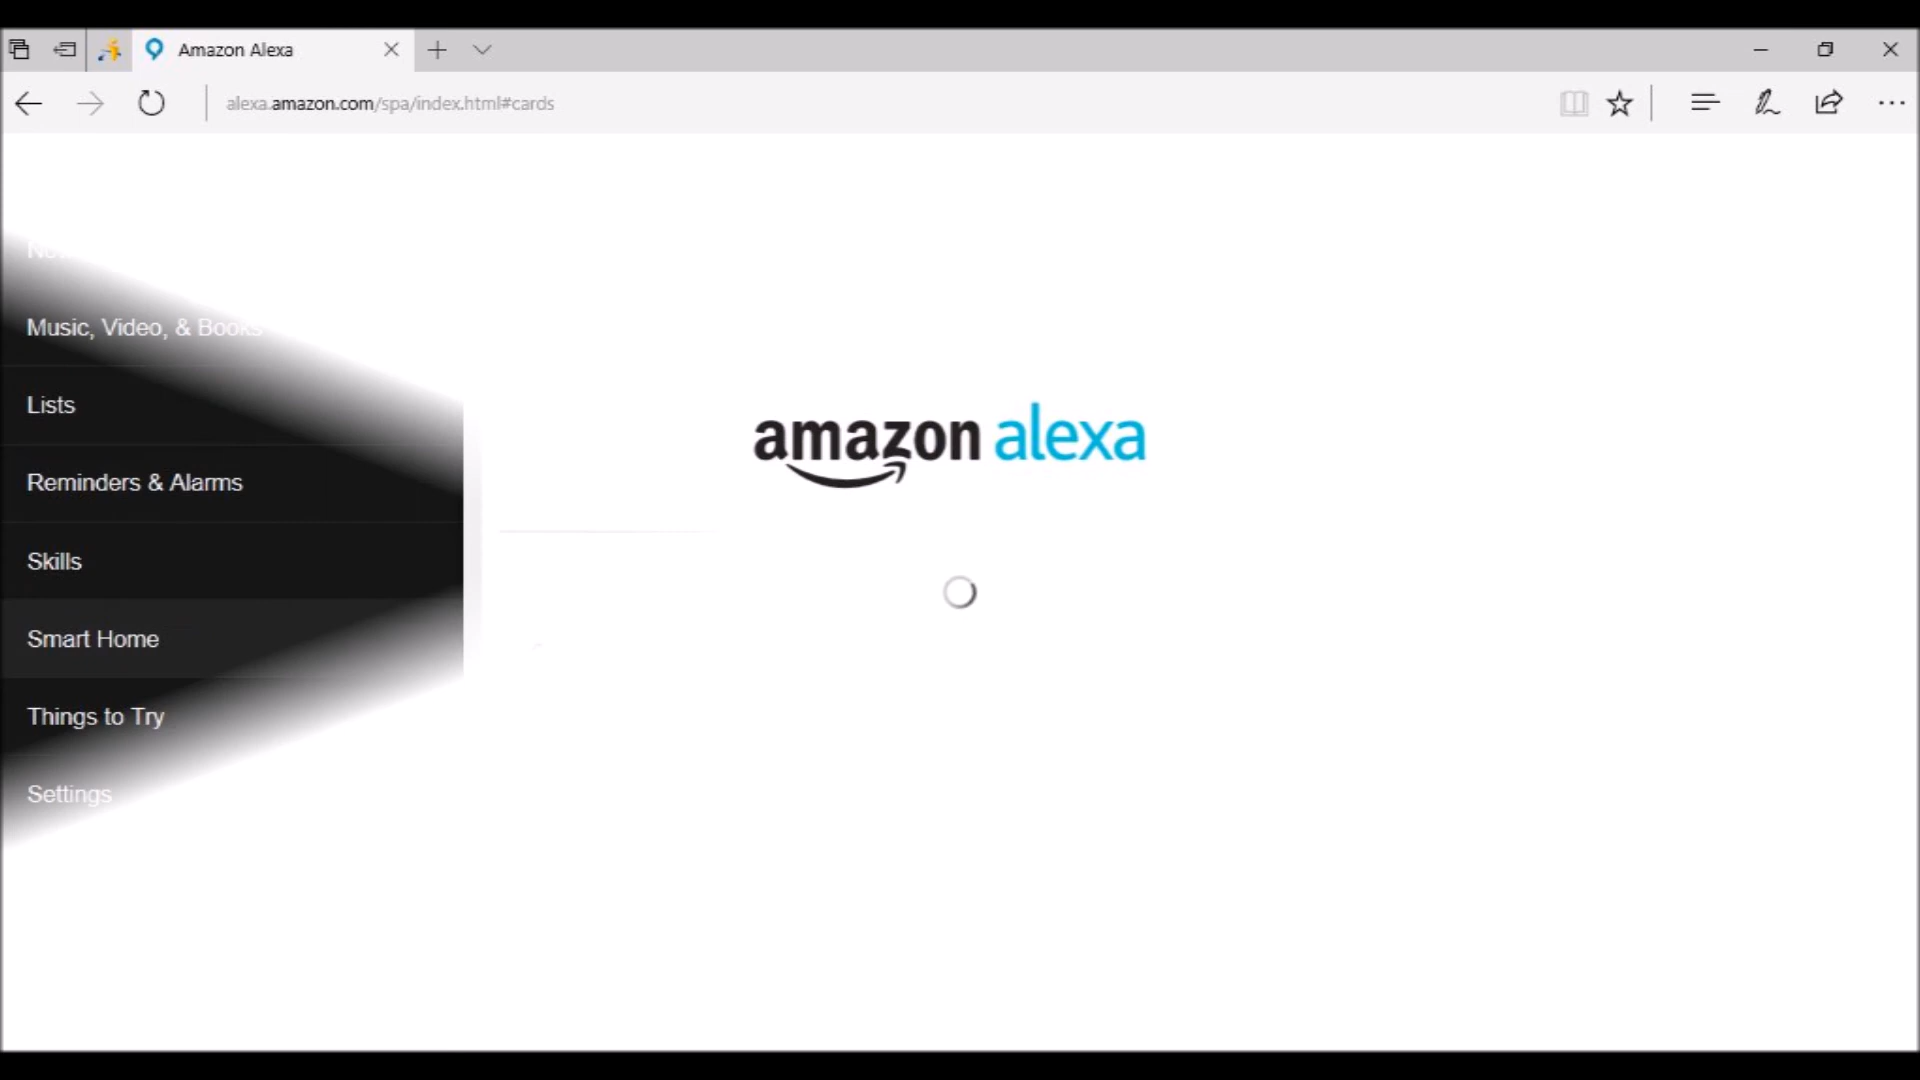 Amazon Alexa
alexa.amazon.com/spa/index.html#cards
Music, Video, & Books
Lists
Reminders & Alarms
Skills
Smart Home
Things to Try
Settings
amazon alexa